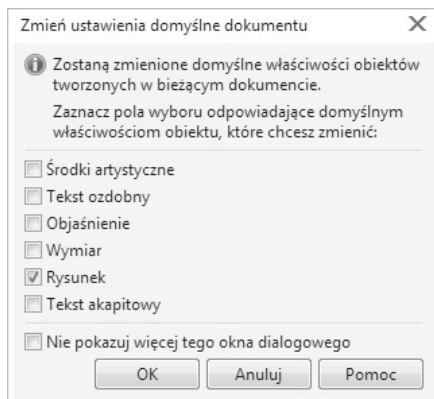 Zmień ustawienia domyślne dokumentu
Zostaną zmienione domyślne właściwości obiektów
tworzonych w bieżącym dokumencie.
Zaznacz pola wyboru odpowiadające domyślnym
właściwościom obiektu, które chcesz zmienić:
Środki artystyczne
Tekst ozdobny
Objaśnienie
Wymiar
Rysunek
Tekst akapitowy
Nie pokazuj więcej tego okna dialogowego
OK Anuluj Pomoc